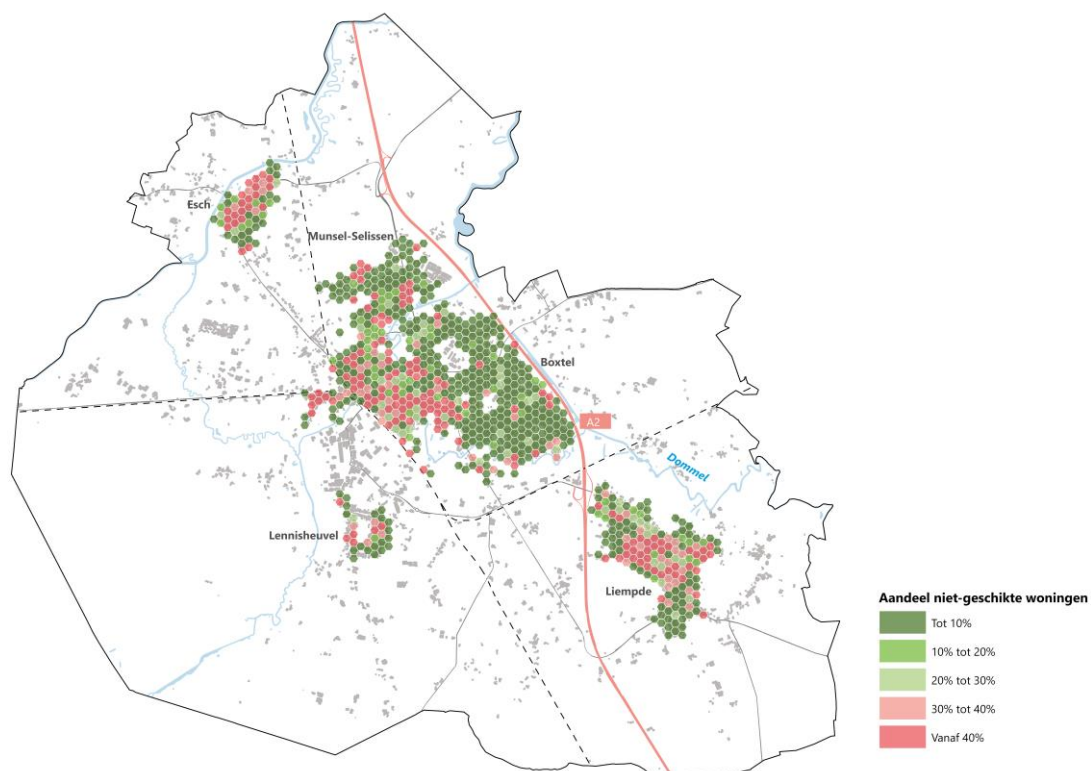 Esch
Munsel-Selissen
Boxtel
A2
Dommel
Lennisheuvel
Liempde
Aandeel niet-geschikte woningen
Tot 10%
10% tot 20%
20% tot 30%
30% tot 40%
Vanaf 40%